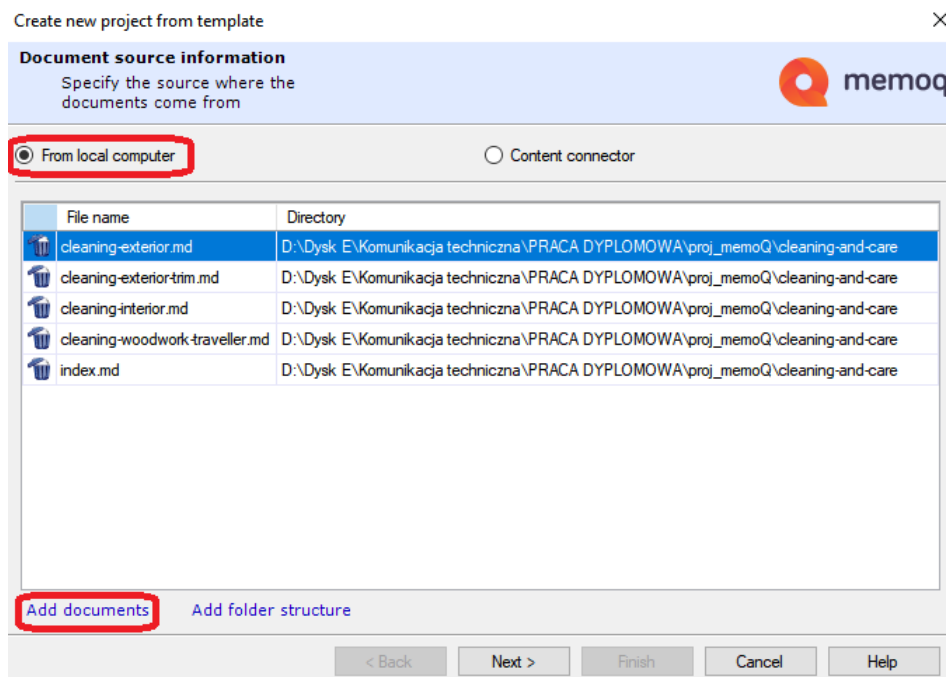 Create new project from template
Document source information
Specify the source where the
documents come from
memoq
From local computer
Content connector
File name Directory
cleaning-exterior.md D:\Dysk E\Komunikacja techniczna\PRACA DYPLOMOWA\proj_memoQ\cleaning-and-care
cleaning-exterior-trim.md D:\Dysk E\Komunikacja techniczna\PRACA DYPLOMOWA\proj_memoQ\cleaning-and-care
cleaning-interior.md D:\Dysk E\Komunikacja techniczna\PRACA DYPLOMOWA\proj_memoQ\cleaning-and-care
cleaning-woodwork-traveller.md D:\Dysk E\Komunikacja techniczna\PRACA DYPLOMOWA\proj_memoQ\cleaning-and-care
index.md D:\Dysk E\Komunikacja techniczna\PRACA DYPLOMOWA\proj_memoQ\cleaning-and-care
Add documents Add folder structure
< Back Next > Finish Cancel Help